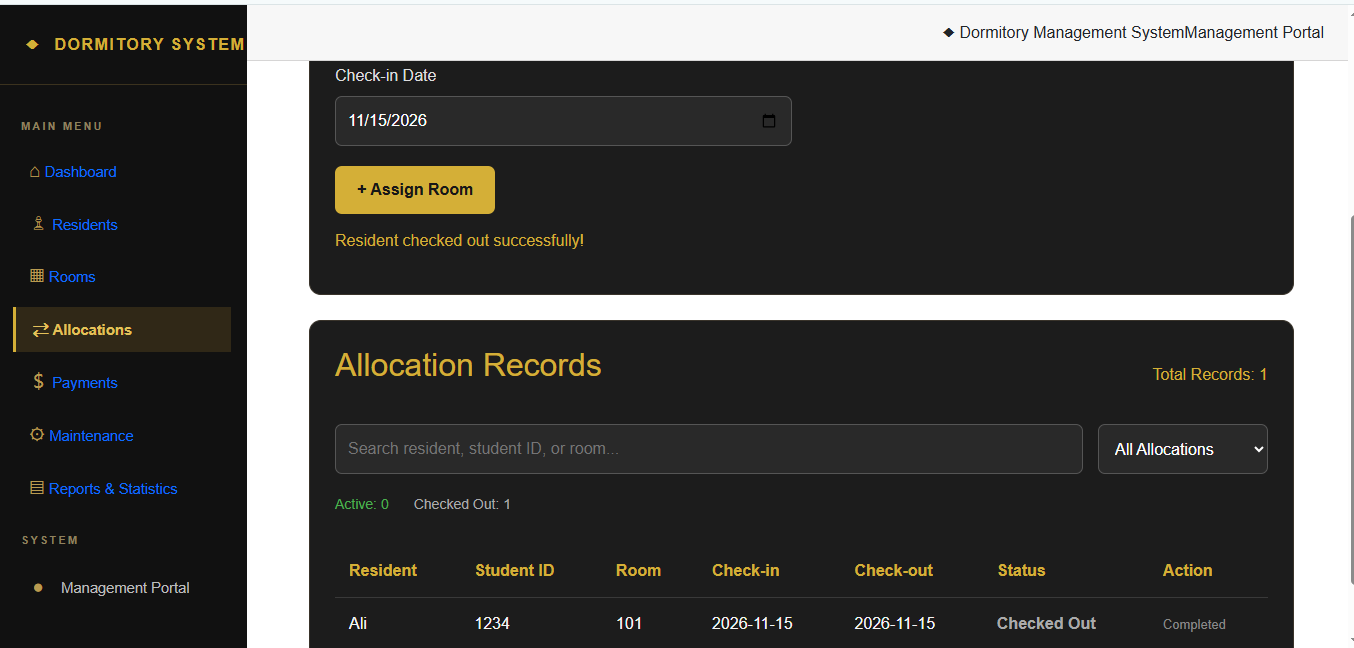 ◆ DORMITORY SYSTEM
MAIN MENU
⌂ Dashboard
♗ Residents
▦ Rooms
⇄ Allocations
$ Payments
⚙ Maintenance
▤ Reports & Statistics
SYSTEM
● Management Portal
◆ Dormitory Management SystemManagement Portal
Check-in Date
11/15/2026
+ Assign Room
Resident checked out successfully!
Allocation Records
Total Records: 1
Search resident, student ID, or room...
All Allocations
Active: 0 Checked Out: 1
Resident Student ID Room Check-in Check-out Status Action
Ali 1234 101 2026-11-15 2026-11-15 Checked Out Completed